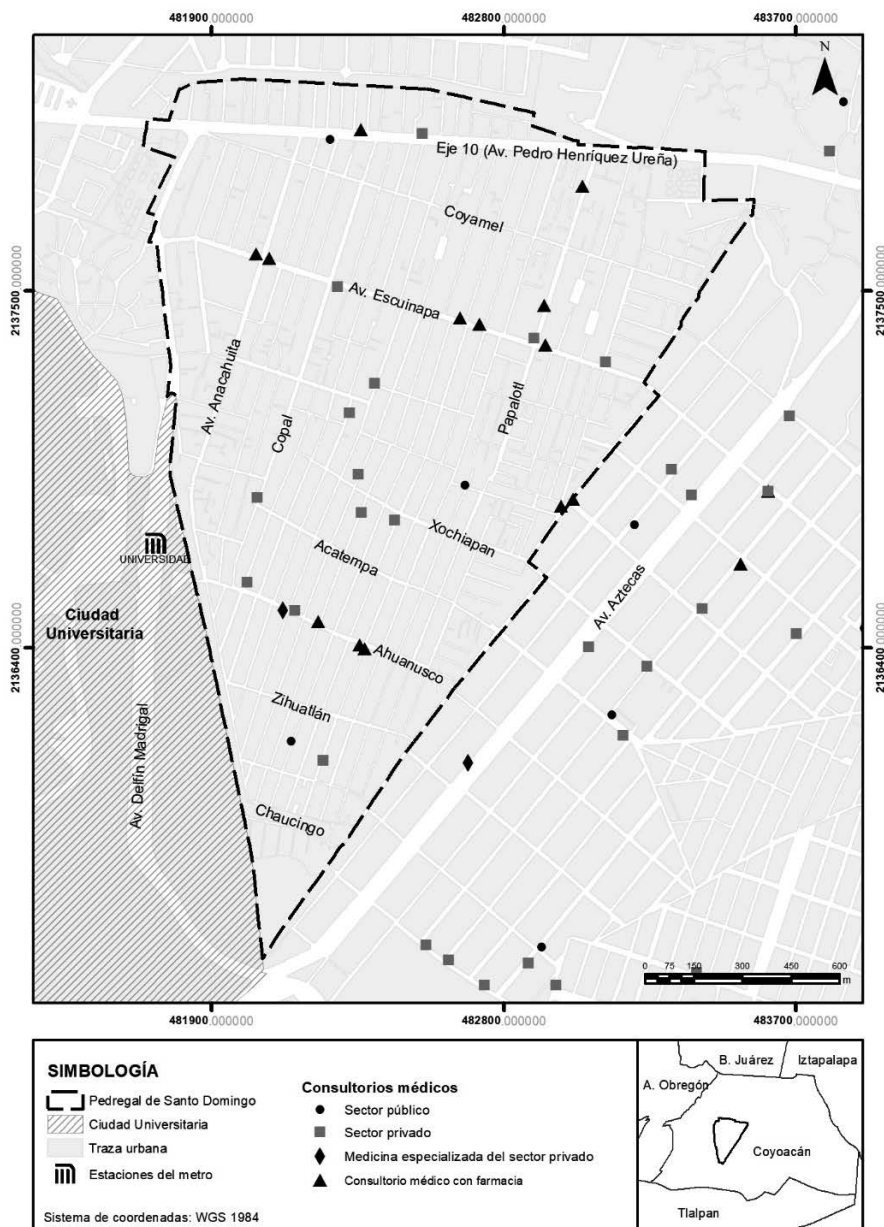 481900,000000
482800,000000
483700,000000
N
Eje 10 (Av. Pedro Henríquez Ureña)
Coyamel
2137500,000000
2137500,000000
Av. Escuinapa
Av. Anacahuita
Papalotl
Copal
Xochiapan
UNIVERSIDAD
Acatempa
Av. Aztecas
Ciudad
Universitaria
2136400,000000
2136400,000000
Ahuanusco
Zihuatlán
Av. Delfín Madrigal
Chaucingo
0 75 150 300 450 600
m
481900,000000
482800,000000
483700,000000
SIMBOLOGÍA
Pedregal de Santo Domingo
Ciudad Universitaria
Traza urbana
Estaciones del metro
Sistema de coordenadas: WGS 1984
Consultorios médicos
Sector público
Sector privado
Medicina especializada del sector privado
Consultorio médico con farmacia
B. Juárez
Iztapalapa
A. Obregón
Coyoacán
Tlalpan